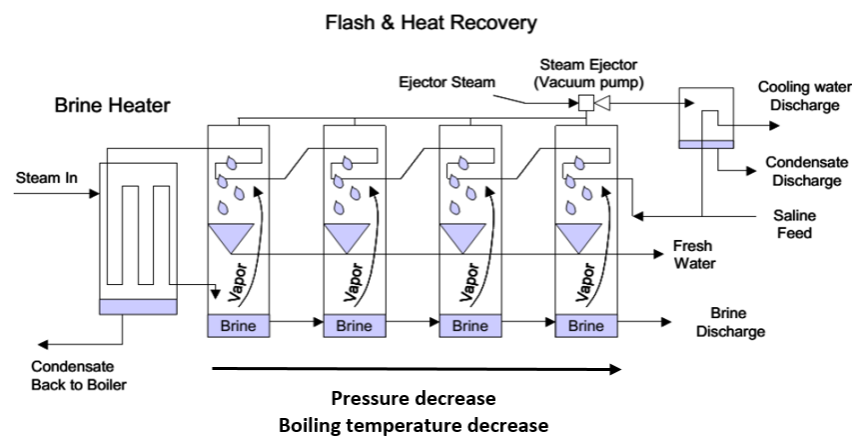 Flash & Heat Recovery
Steam Ejector
(Vacuum pump)
Ejector Steam
Cooling water
Discharge
Brine Heater
Condensate
Discharge
Steam In
Saline
Feed
Fresh
Water
Vapor
Vapor
Vapor
Vapor
Brine
Brine
Brine
Brine
Brine
Discharge
Condensate
Back to Boiler
Pressure decrease
Boiling temperature decrease